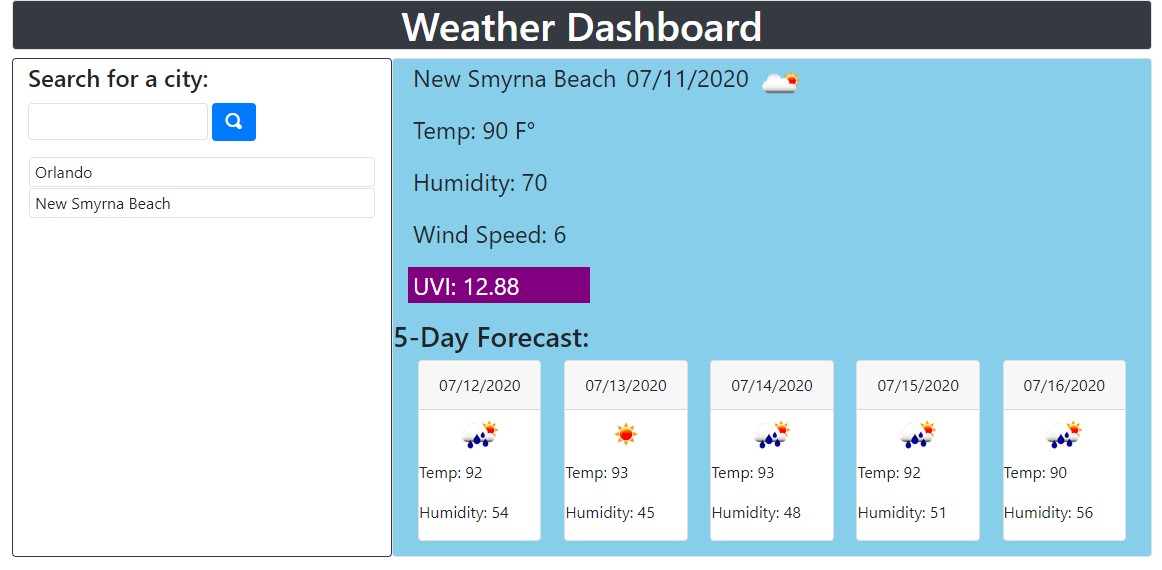 Weather Dashboard
Search for a city:
Orlando
New Smyrna Beach
New Smyrna Beach 07/11/2020
Temp: 90 F°
Humidity: 70
Wind Speed: 6
UVI: 12.88
5-Day Forecast:
07/12/2020
Temp: 92
Humidity: 54
07/13/2020
Temp: 93
Humidity: 45
07/14/2020
Temp: 93
Humidity: 48
07/15/2020
Temp: 92
Humidity: 51
07/16/2020
Temp: 90
Humidity: 56